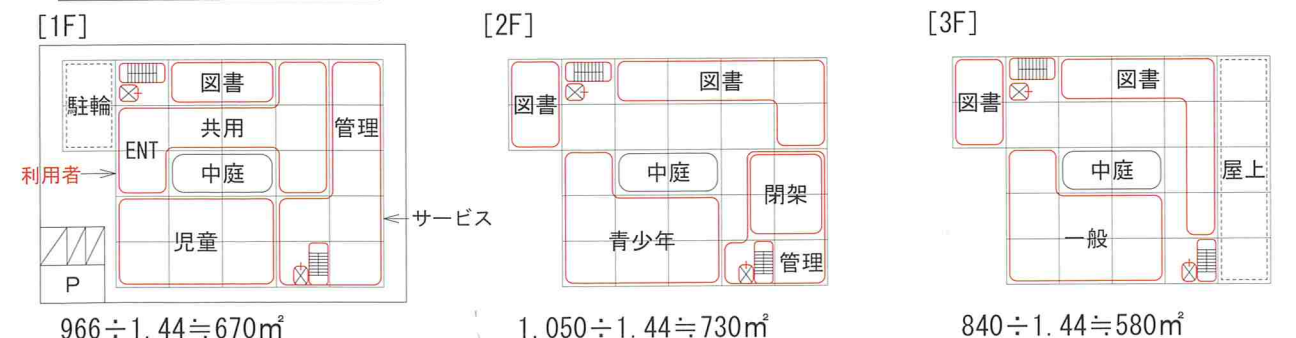 [1F]
図書
駐輪
共用
管理
ENT
利用者
中庭
サービス
児童
P
966÷1.44≒670㎡
[2F]
図書
図書
中庭
閉架
青少年
管理
1,050÷1.44≒730㎡
[3F]
図書
図書
中庭
屋上
一般
840÷1.44≒580㎡